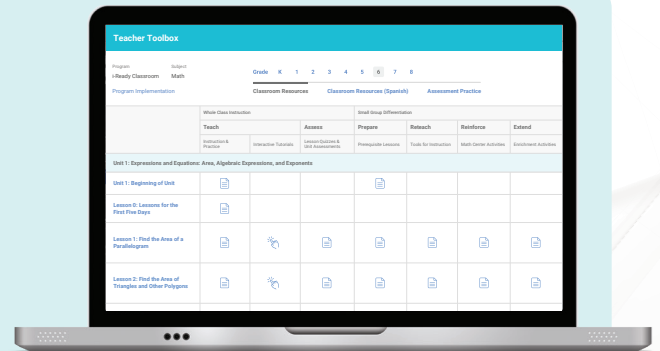 Teacher Toolbox
Program Subject
i-Ready Classroom Math
Grade K 1 2 3 4 5 6 7 8
Program Implementation Classroom Resources Classroom Resources (Spanish) Assessment Practice
Whole Class Instruction Small Group Differentiation
Teach Assess Prepare Reteach Reinforce Extend
Instruction & Practice Interactive Tutorials Lesson Quizzes & Unit Assessments Prerequisite Lessons Tools for Instruction Math Center Activities Enrichment Activities
Unit 1: Expressions and Equations: Area, Algebraic Expressions, and Exponents
Unit 1: Beginning of Unit
Lesson 0: Lessons for the
First Five Days
Lesson 1: Find the Area of a
Parallelogram
Lesson 2: Find the Area of
Triangles and Other Polygons